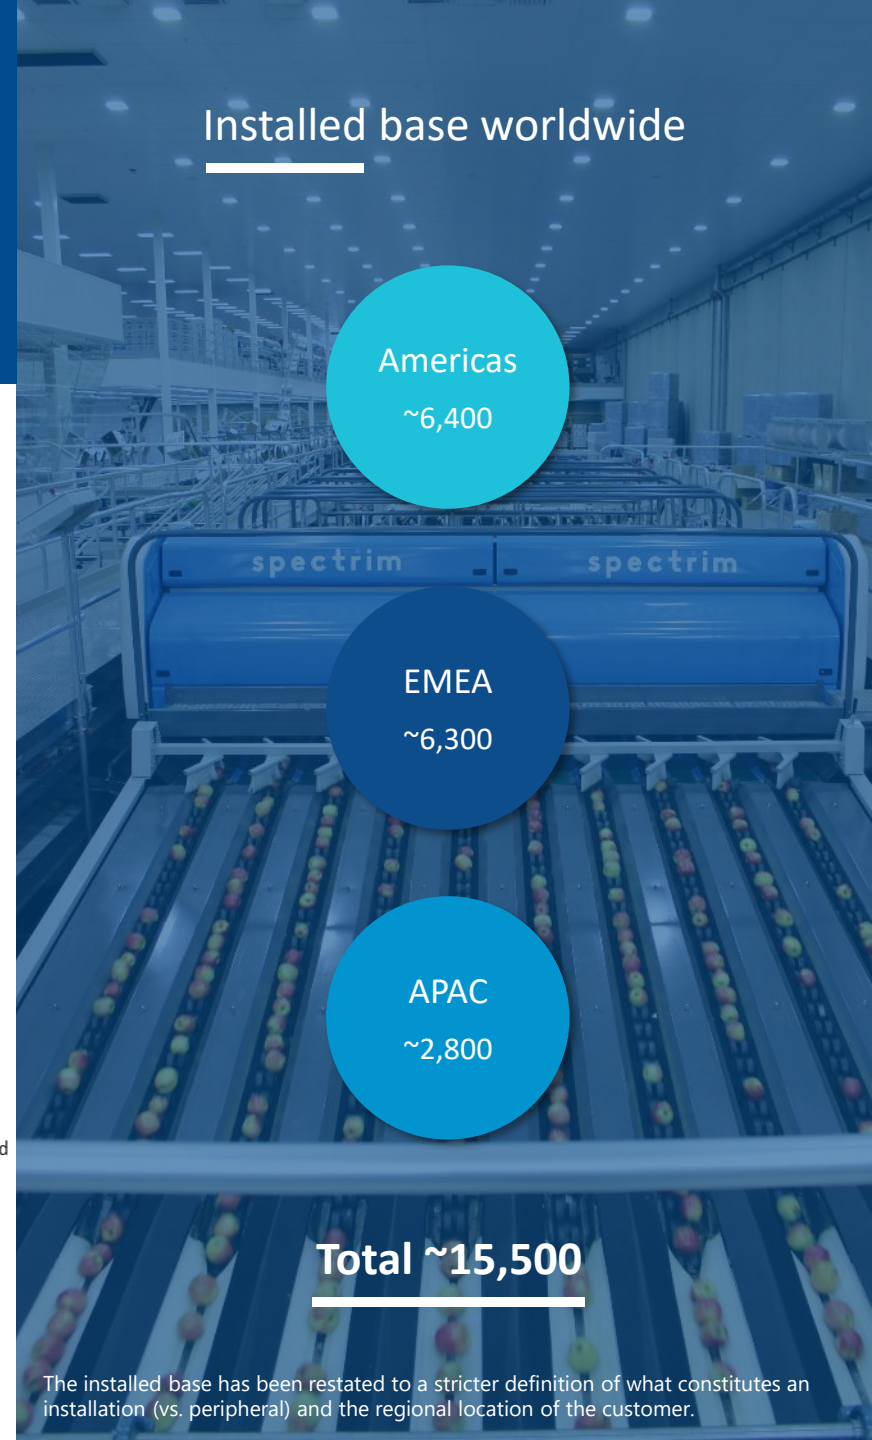 Installed base worldwide
Americas
~6,400
spectrim spectrim
EMEA
~6,300
APAC
~2,800
d
Total ~15,500
The installed base has been restated to a stricter definition of what constitutes an
installation (vs. peripheral) and the regional location of the customer.